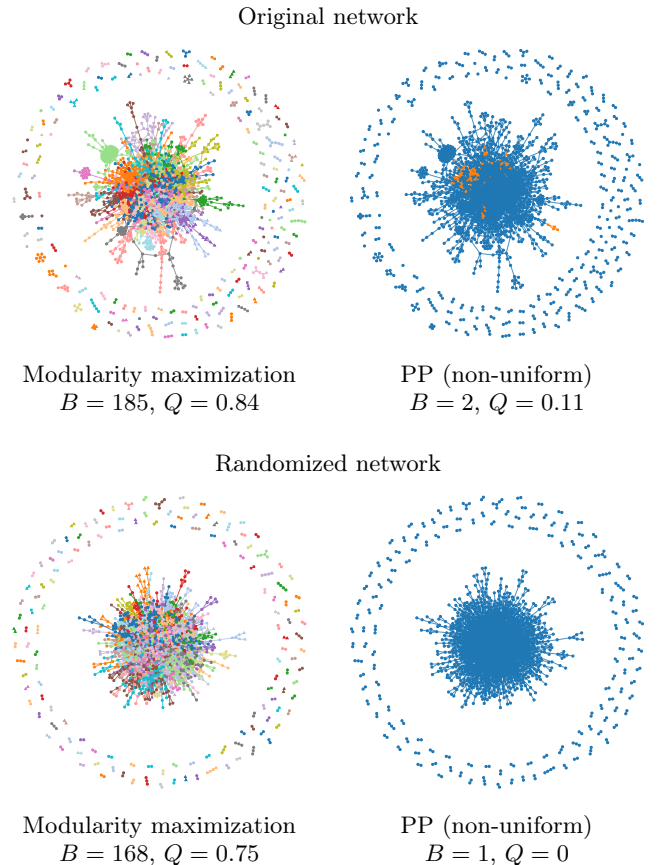 Original network
Modularity maximization
B = 185, Q = 0.84
PP (non-uniform)
B = 2, Q = 0.11
Randomized network
Modularity maximization
B = 168, Q = 0.75
PP (non-uniform)
B = 1, Q = 0